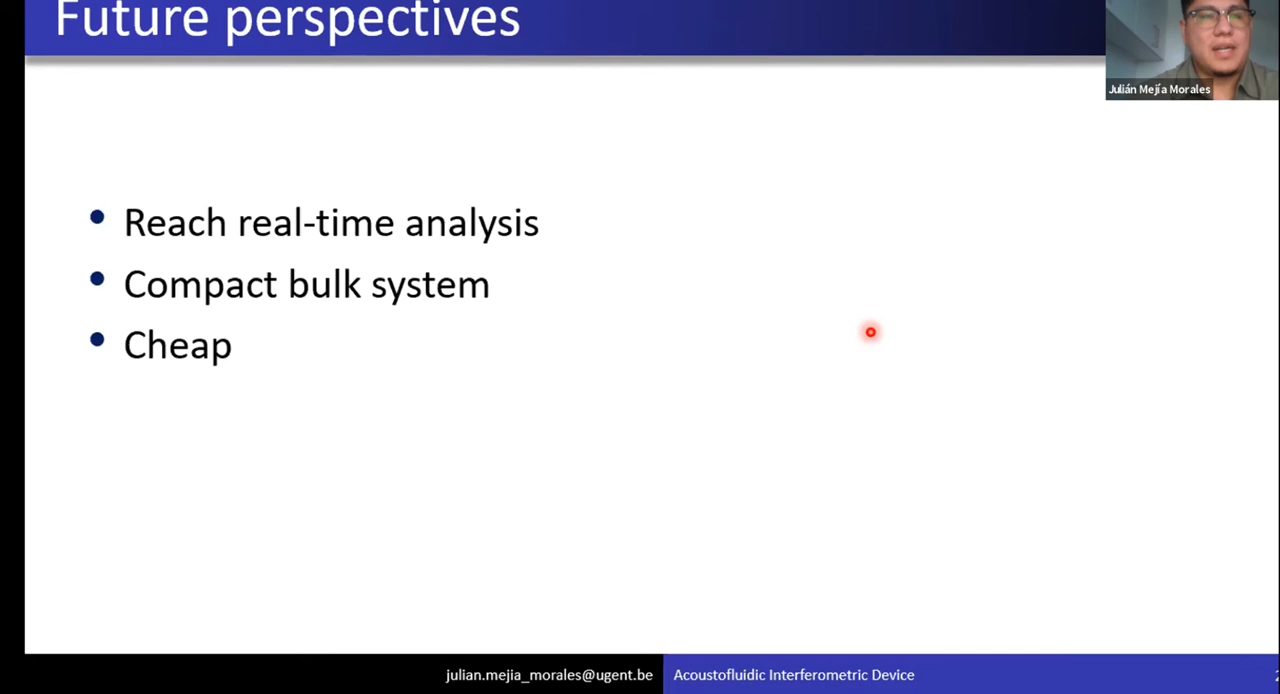 Future perspectives
Julián Mejía Morales
• Reach real-time analysis
• Compact bulk system
• Cheap
julian.mejia_morales@ugent.be
Acoustofluidic Interferometric Device